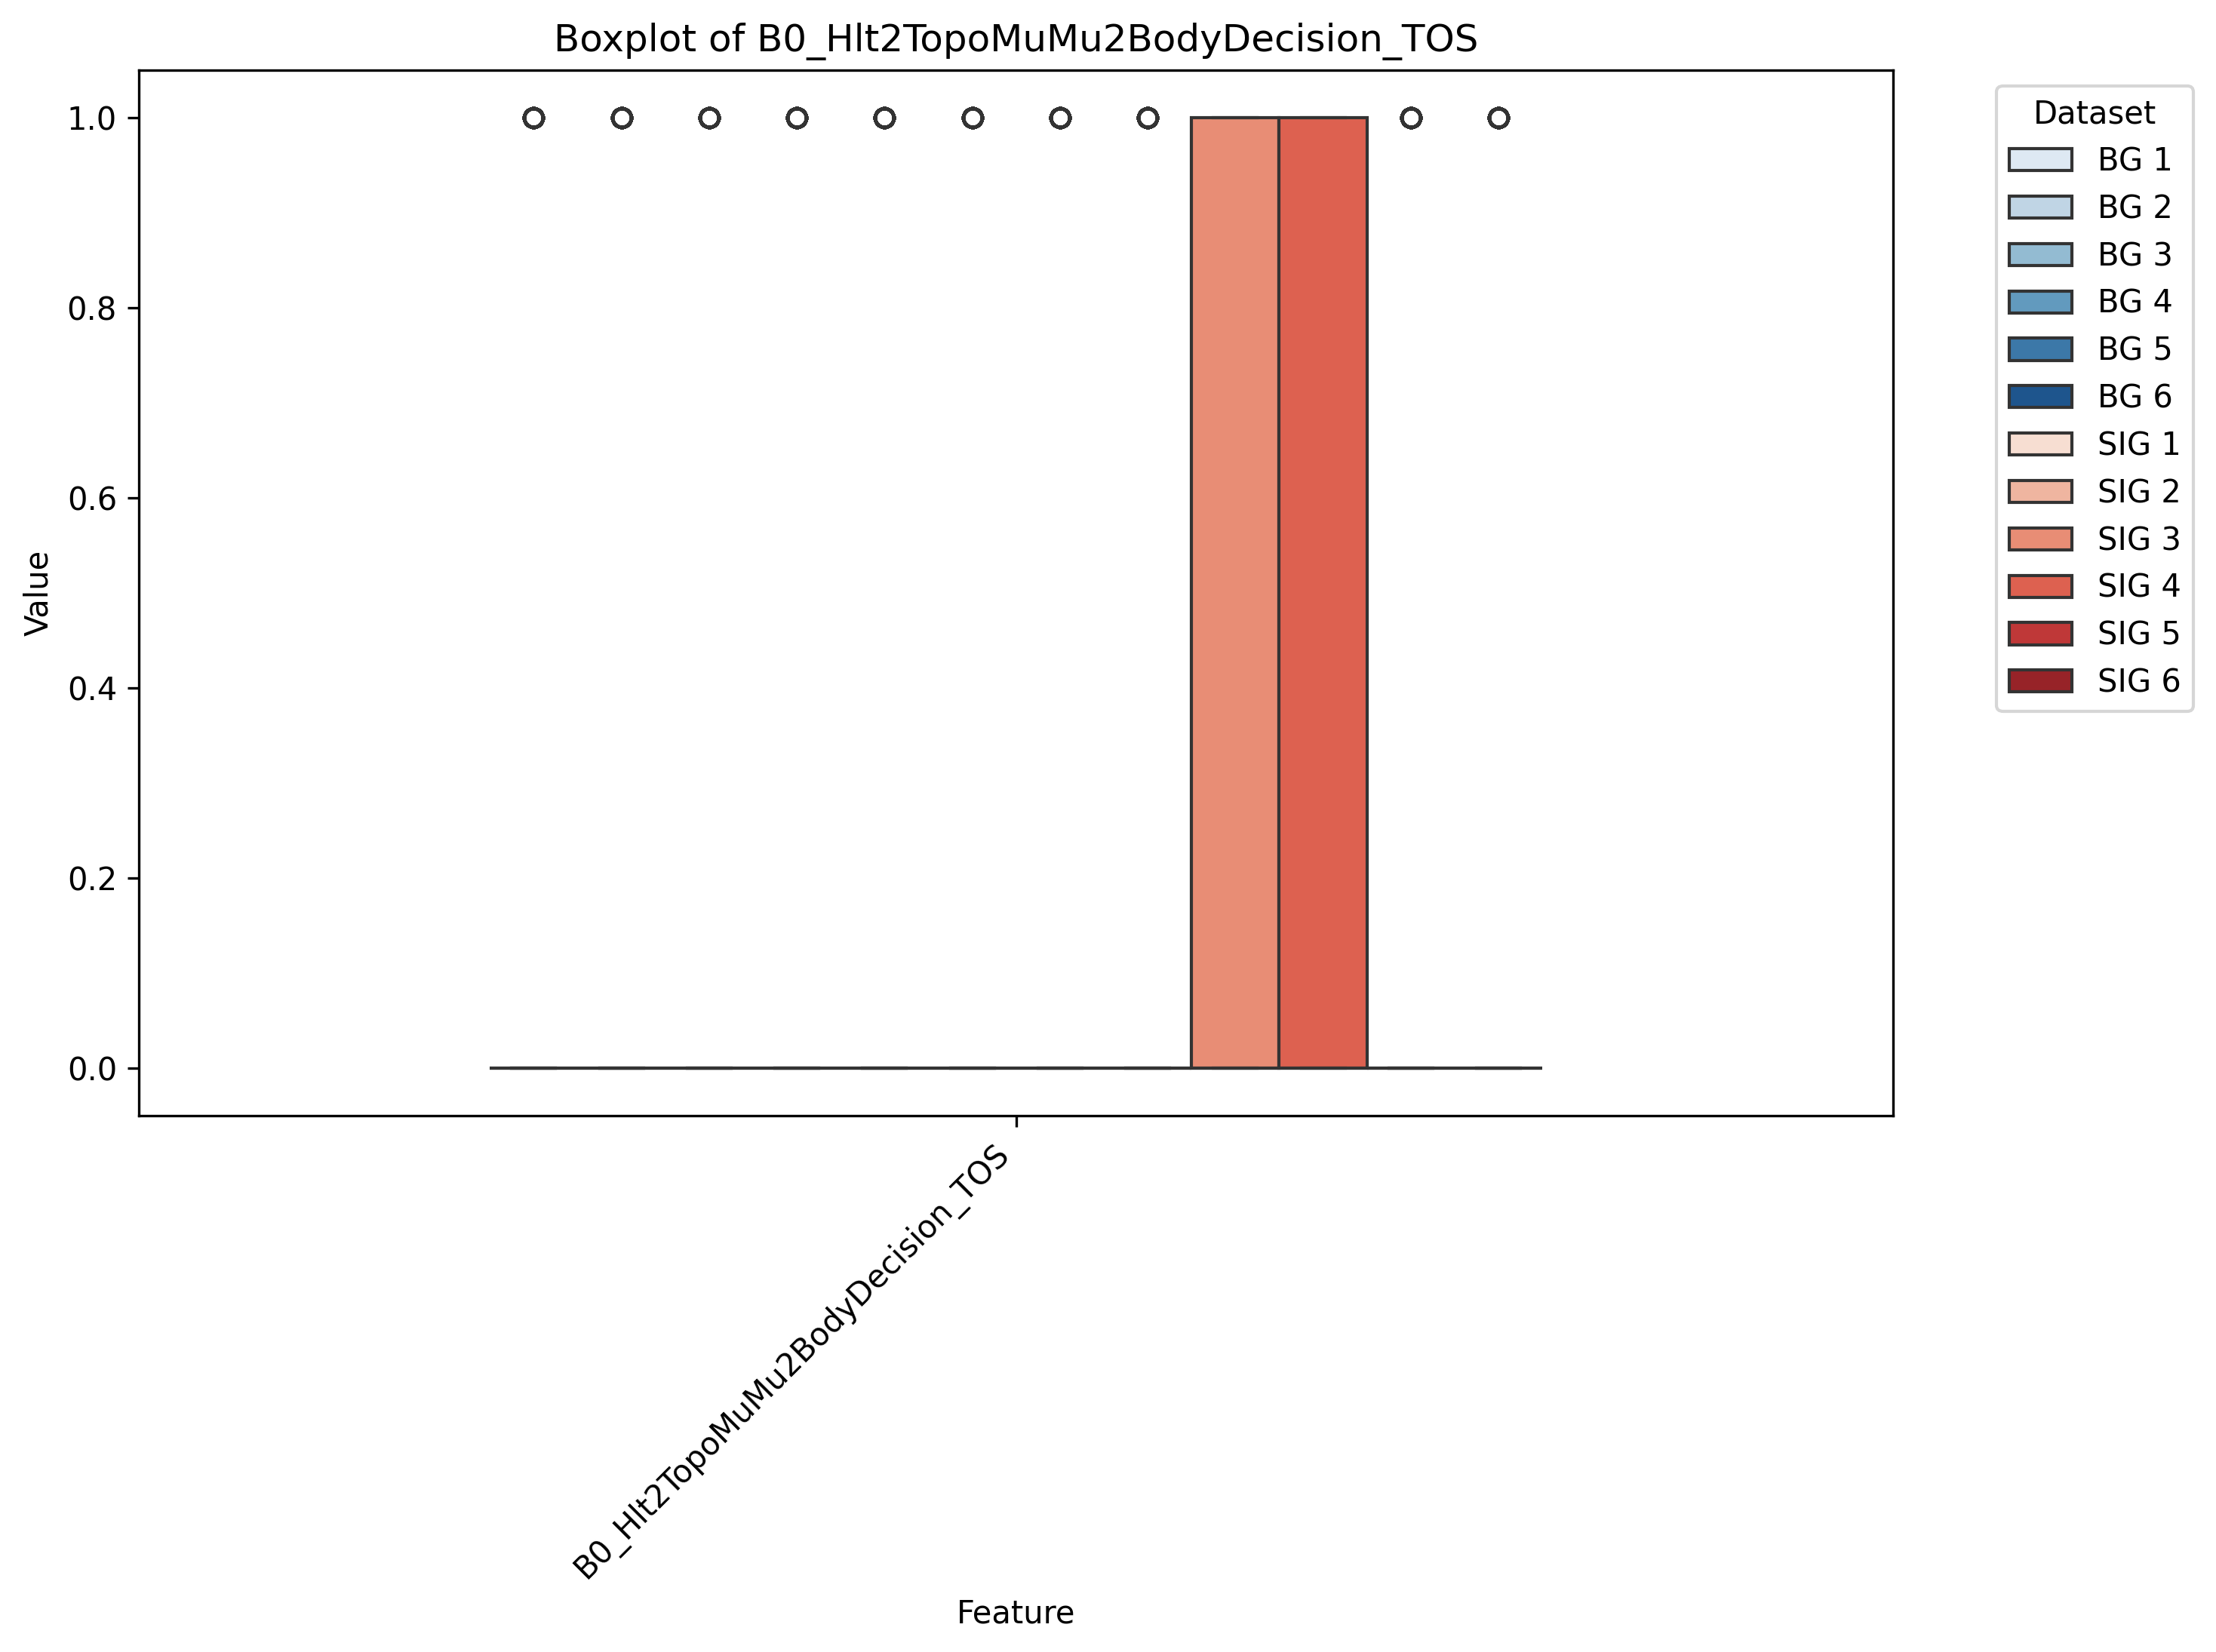 Boxplot of B0_Hlt2TopoMuMu2BodyDecision_TOS
Value
1.0
0.8
0.6
0.4
0.2
0.0
B0_Hlt2TopoMuMu2BodyDecision_TOS
Feature
Dataset
BG 1
BG 2
BG 3
BG 4
BG 5
BG 6
SIG 1
SIG 2
SIG 3
SIG 4
SIG 5
SIG 6